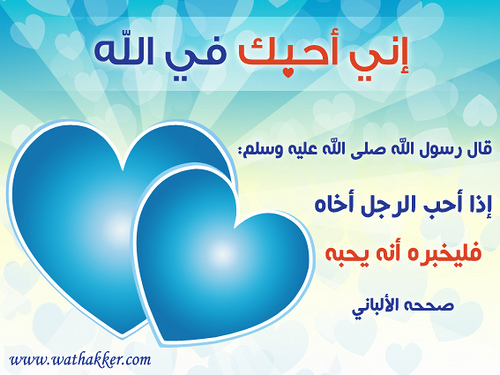 إني أحبك في الله
قال رسول الله صلى الله عليه وسلم:
إذا أحب الرجل أخاه
فليخبره أنه يحبه
صححه الألباني
www.wathakker.com